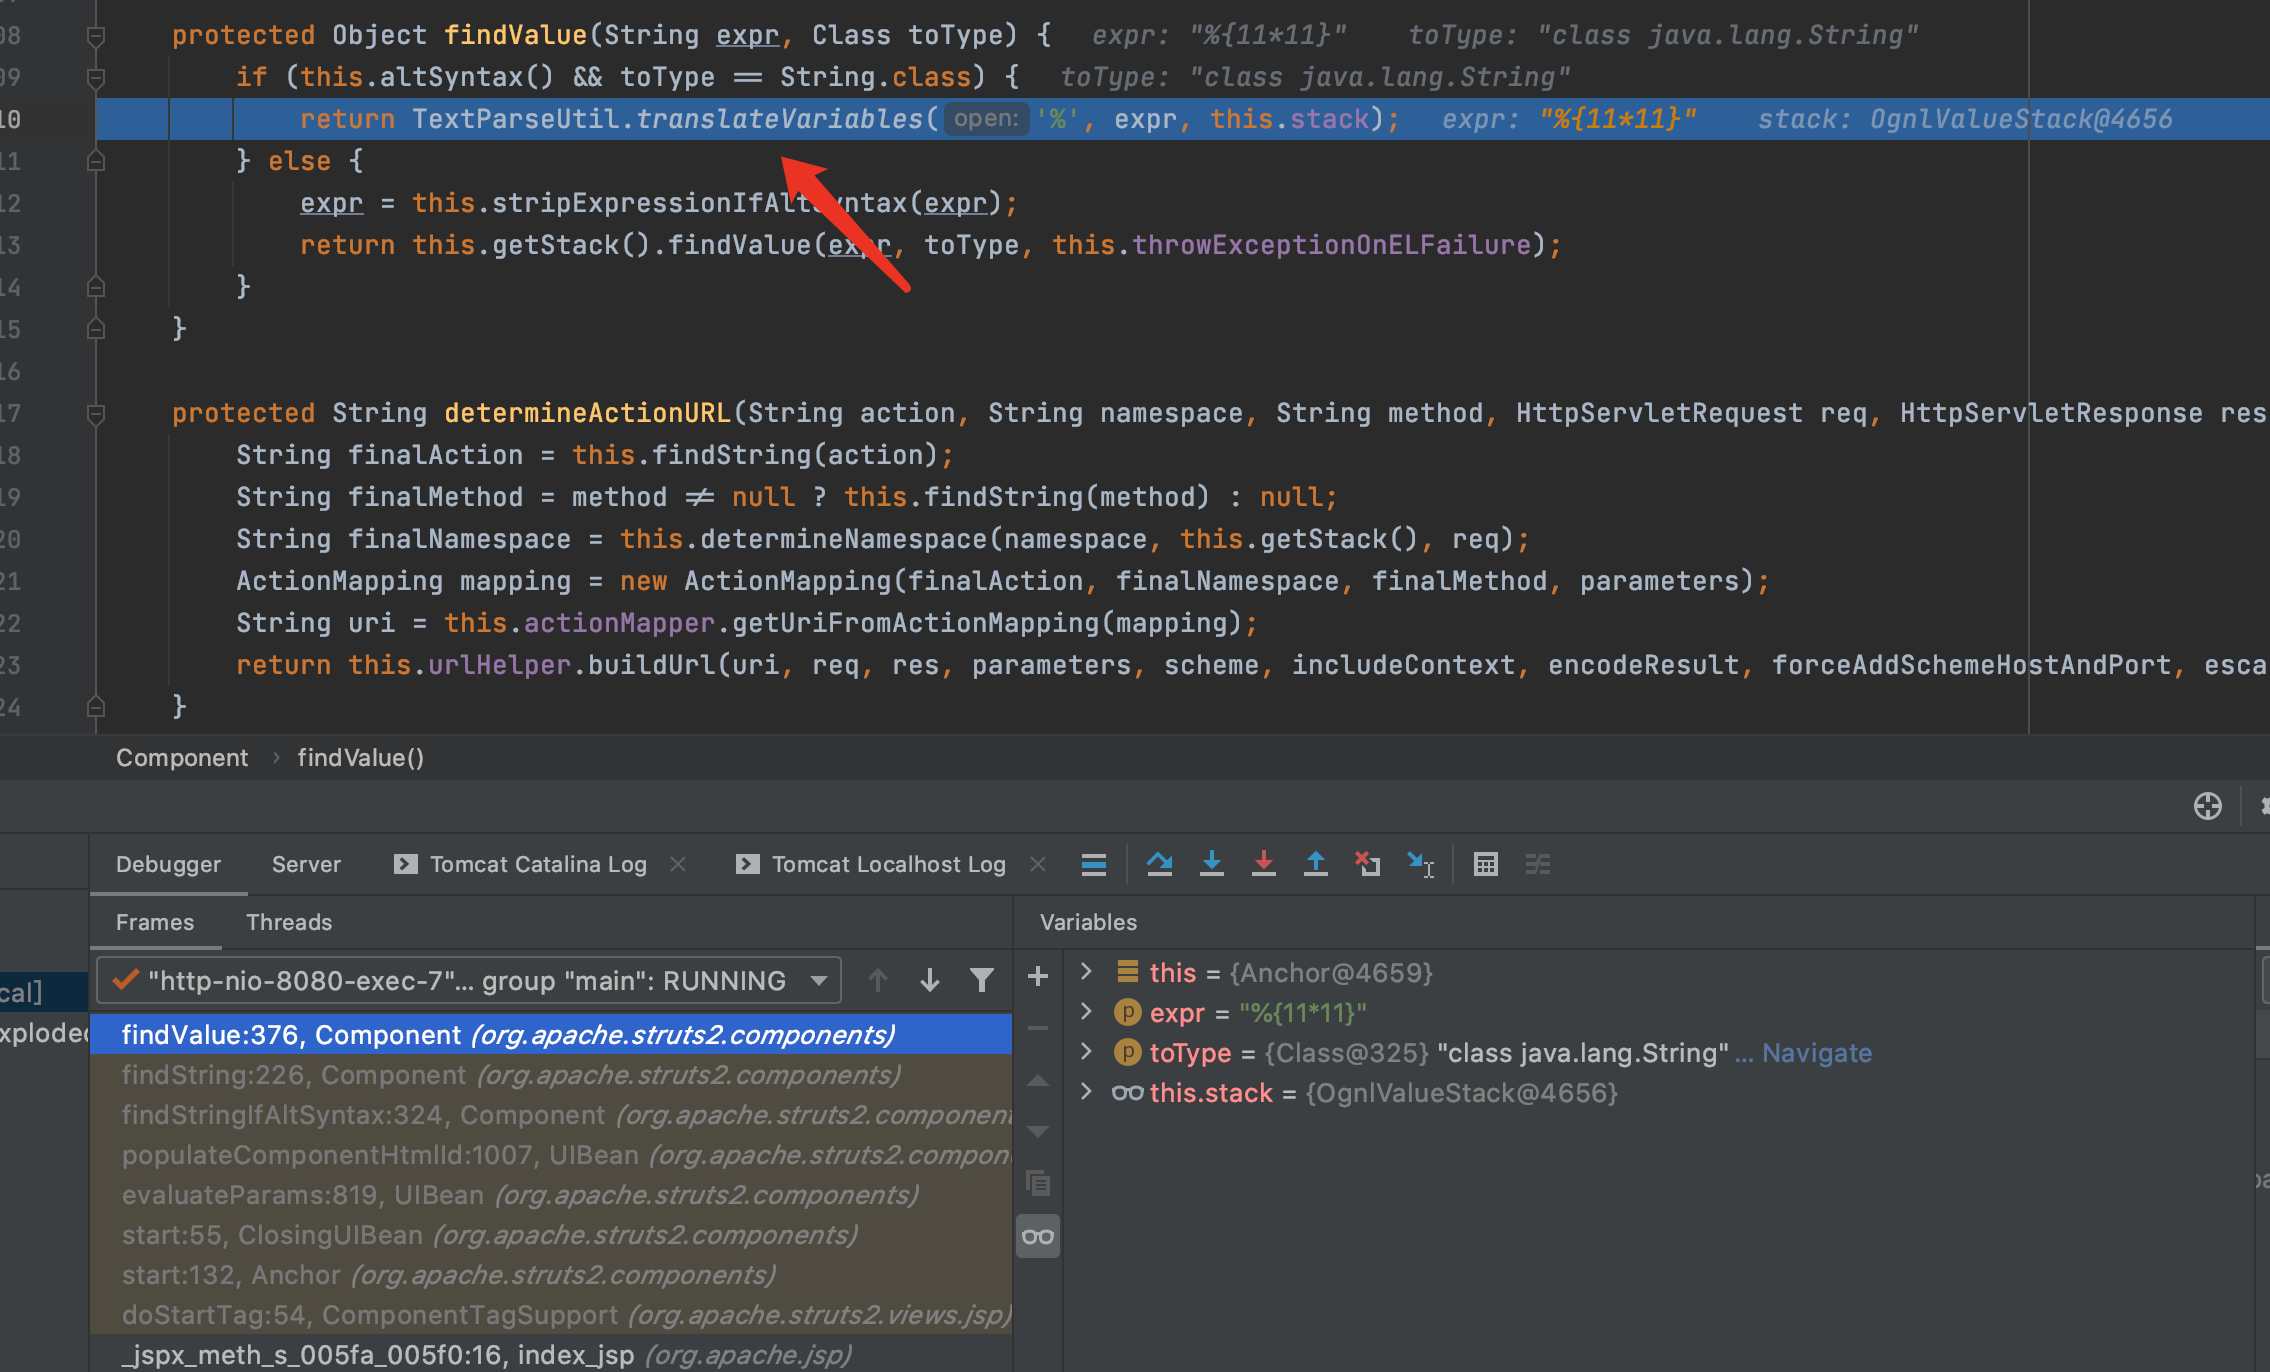 08 protected Object findValue(String expr, Class toType) { expr: "%{11*11}" toType: "class java.lang.String"
09 if (this.altSyntax() && toType == String.class) { toType: "class java.lang.String"
10 return TextParseUtil.translateVariables( open: '%', expr, this.stack); expr: "%{11*11}" stack: OgnlValueStack@4656
11 } else {
12 expr = this.stripExpressionIfAltSyntax(expr);
13 return this.getStack().findValue(expr, toType, this.throwExceptionOnELFailure);
14 }
15 }
16
17 protected String determineActionURL(String action, String namespace, String method, HttpServletRequest req, HttpServletResponse res
18 String finalAction = this.findString(action);
19 String finalMethod = method != null ? this.findString(method) : null;
20 String finalNamespace = this.determineNamespace(namespace, this.getStack(), req);
21 ActionMapping mapping = new ActionMapping(finalAction, finalNamespace, finalMethod, parameters);
22 String uri = this.actionMapper.getUriFromActionMapping(mapping);
23 return this.urlHelper.buildUrl(uri, req, res, parameters, scheme, includeContext, encodeResult, forceAddSchemeHostAndPort, esca
24 }
Component › findValue()
Debugger Server Tomcat Catalina Log Tomcat Localhost Log
Frames Threads
Variables
"http-nio-8080-exec-7"... group "main": RUNNING
cal]
xploded
findValue:376, Component (org.apache.struts2.components)
findString:226, Component (org.apache.struts2.components)
findStringIfAltSyntax:324, Component (org.apache.struts2.component
populateComponentHtmlId:1007, UIBean (org.apache.struts2.compon
evaluateParams:819, UIBean (org.apache.struts2.components)
start:55, ClosingUIBean (org.apache.struts2.components)
start:132, Anchor (org.apache.struts2.components)
doStartTag:54, ComponentTagSupport (org.apache.struts2.views.jsp)
_jspx_meth_s_005fa_005f0:16, index_jsp (org.apache.jsp)
this = {Anchor@4659}
expr = "%{11*11}"
toType = {Class@325} "class java.lang.String" ... Navigate
this.stack = {OgnlValueStack@4656}